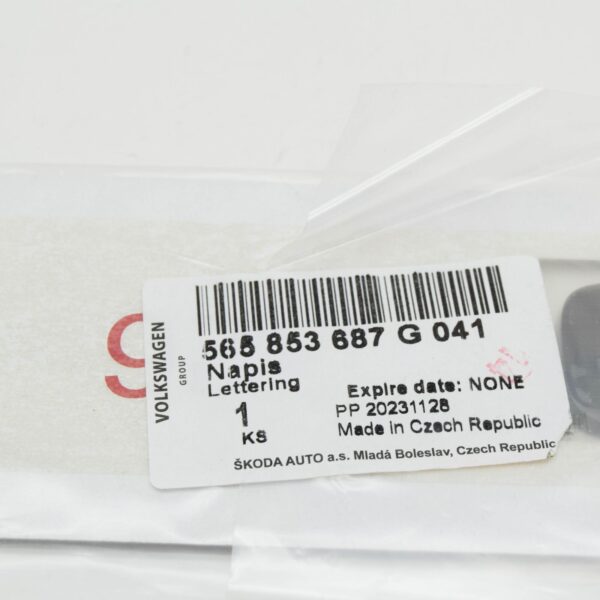 VOLKSWAGEN
GROUP
565 853 687 G 041
Napis
Lettering
Expire date: NONE
1
KS
PP 20231128
Made in Czech Republic
ŠKODA AUTO a.s. Mladá Boleslav, Czech Republic